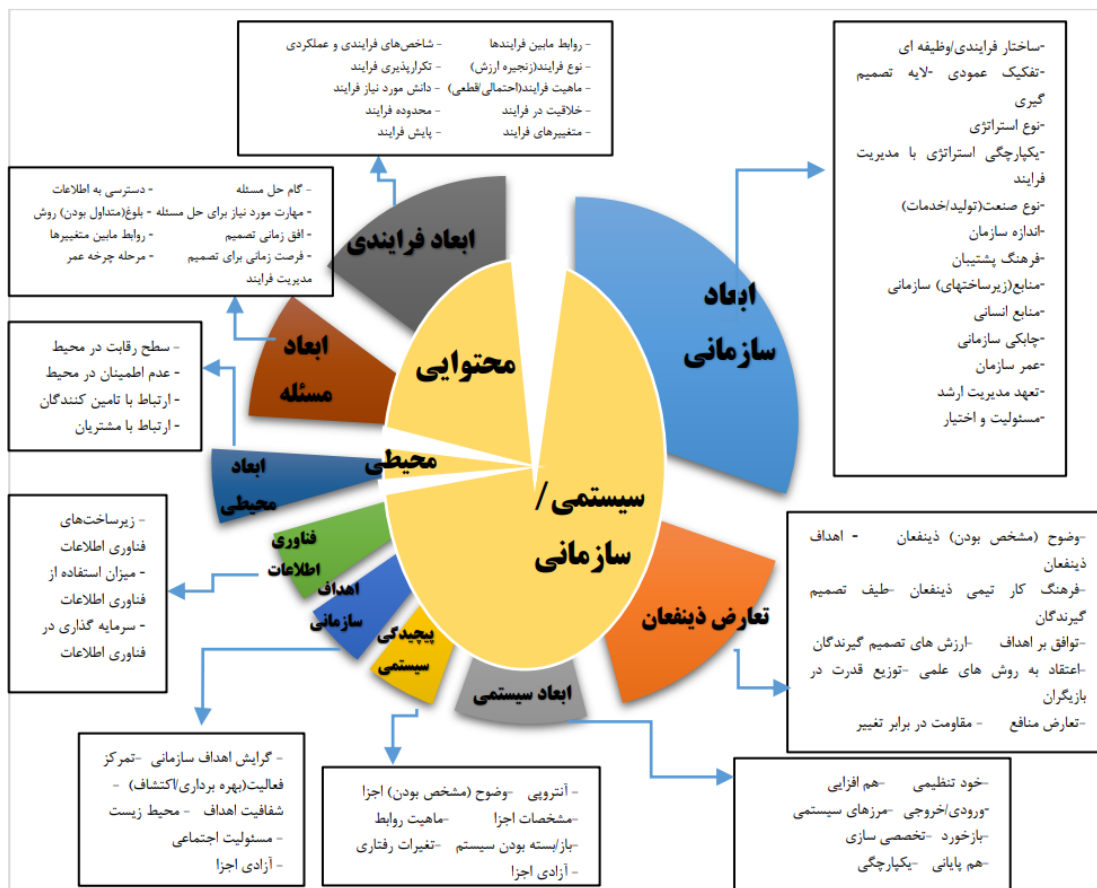 - روابط مابین فرایندها - شاخص‌های فرایندی و عملکردی
- نوع فرایند(زنجیره ارزش) - تکرارپذیری فرایند
- ماهیت فرایند(احتمالی/قطعی) - دانش مورد نیاز فرایند
- خلاقیت در فرایند - محدوده فرایند
- متغییرهای فرایند - پایش فرایند
-ساختار فرایندی/وظیفه ای
-تفکیک عمودی -لایه تصمیم
گیری
-نوع استراتژی
-یکپارچگی استراتژی با مدیریت
فرایند
-نوع صنعت(تولید/خدمات)
-اندازه سازمان
-فرهنگ پشتیبان
-منابع(زیرساختهای) سازمانی
-منابع انسانی
-چابکی سازمانی
-عمر سازمان
-تعهد مدیریت ارشد
-مسئولیت و اختیار
- گام حل مسئله - دسترسی به اطلاعات
- مهارت مورد نیاز برای حل مسئله - بلوغ(متداول بودن) روش
- افق زمانی تصمیم - روابط مابین متغییرها
- فرصت زمانی برای تصمیم - مرحله چرخه عمر
مدیریت فرایند
- سطح رقابت در محیط
- عدم اطمینان در محیط
- ارتباط با تامین کنندگان
- ارتباط با مشتریان
- زیرساخت‌های
فناوری اطلاعات
- میزان استفاده از
فناوری اطلاعات
- سرمایه گذاری در
فناوری اطلاعات
ابعاد فرایندی
ابعاد
سازمانی
ابعاد
مسئله
محتوایی
محیطی
ابعاد
محیطی
سیستمی/
سازمانی
فناوری
اطلاعات
اهداف
سازمانی
پیچیدگی
سیستمی
ابعاد سیستمی
تعارض ذینفعان
-وضوح (مشخص بودن) ذینفعان - اهداف
ذینفعان
-فرهنگ کار تیمی ذینفعان -طیف تصمیم
گیرندگان
-توافق بر اهداف -ارزش های تصمیم گیرندگان
-اعتقاد به روش های علمی -توزیع قدرت در
بازیگران
-تعارض منافع - مقاومت در برابر تغییر
- گرایش اهداف سازمانی -تمرکز
فعالیت(بهره برداری/اکتشاف) -
شفافیت اهداف - محیط زیست
- مسئولیت اجتماعی
- آزادی اجزا
- آنتروپی -وضوح (مشخص بودن) اجزا
-مشخصات اجزا -ماهیت روابط
-باز/بسته بودن سیستم -تغیرات رفتاری
- آزادی اجزا
-خود تنظیمی - هم افزایی
-ورودی/خروجی -مرزهای سیستمی
-بازخورد -تخصصی سازی
- هم پایانی -یکپارچگی